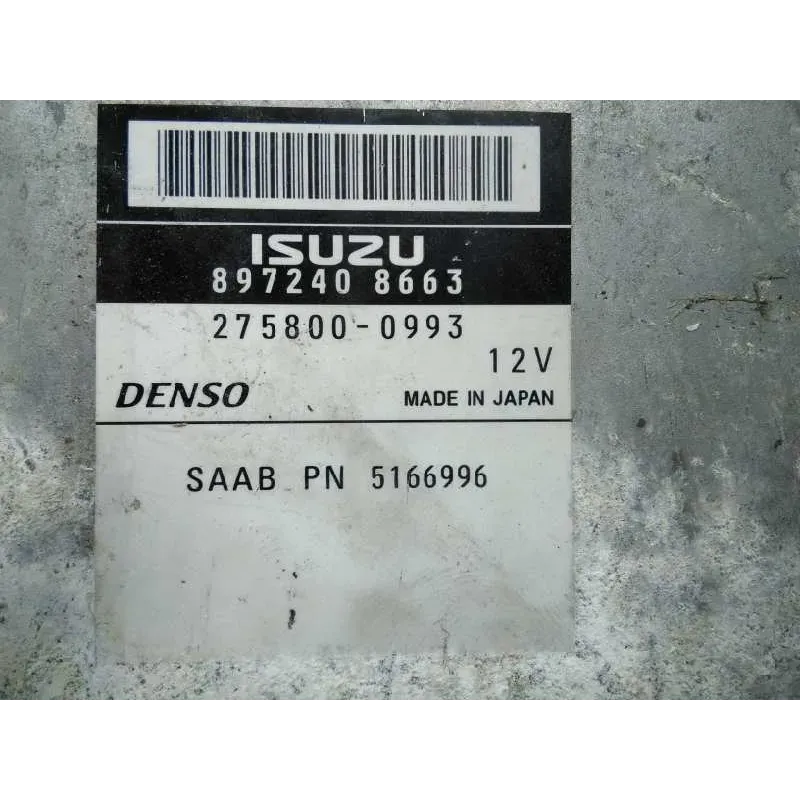 ISUZU
897240 8663
275800-0993
12V
DENSO MADE IN JAPAN
SAAB PN 5166996